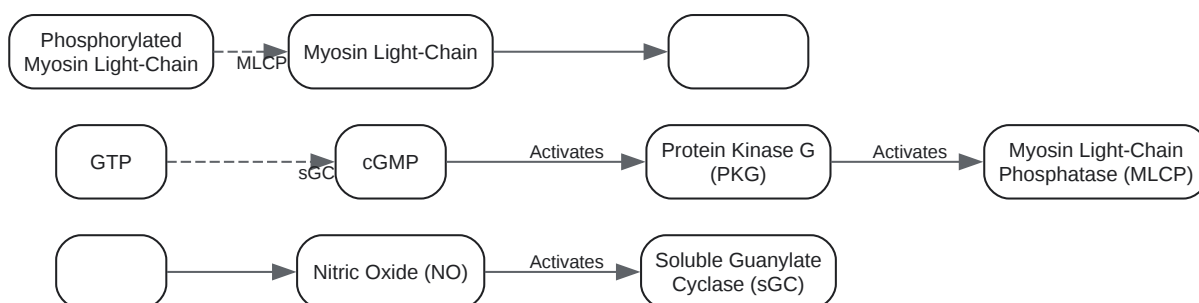 Phosphorylated
Myosin Light-Chain
MLCP
Myosin Light-Chain
GTP
sGC
cGMP
Activates
Protein Kinase G
(PKG)
Activates
Myosin Light-Chain
Phosphatase (MLCP)
Nitric Oxide (NO)
Activates
Soluble Guanylate
Cyclase (sGC)